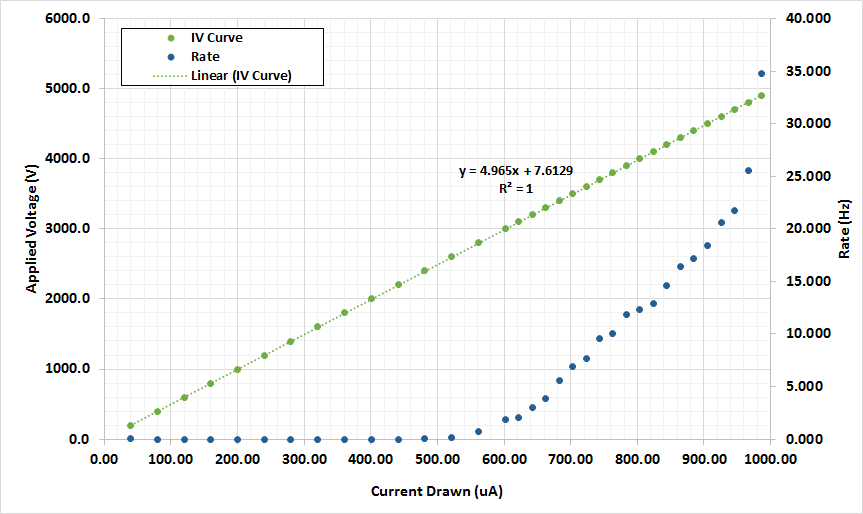 6000.0
5000.0
4000.0
3000.0
2000.0
1000.0
0.0
Applied Voltage (V)
IV Curve
Rate
Linear (IV Curve)
y = 4.965x + 7.6129
R² = 1
40.000
35.000
30.000
25.000
20.000
15.000
10.000
5.000
0.000
Rate (Hz)
0.00 100.00 200.00 300.00 400.00 500.00 600.00 700.00 800.00 900.00 1000.00
Current Drawn (uA)